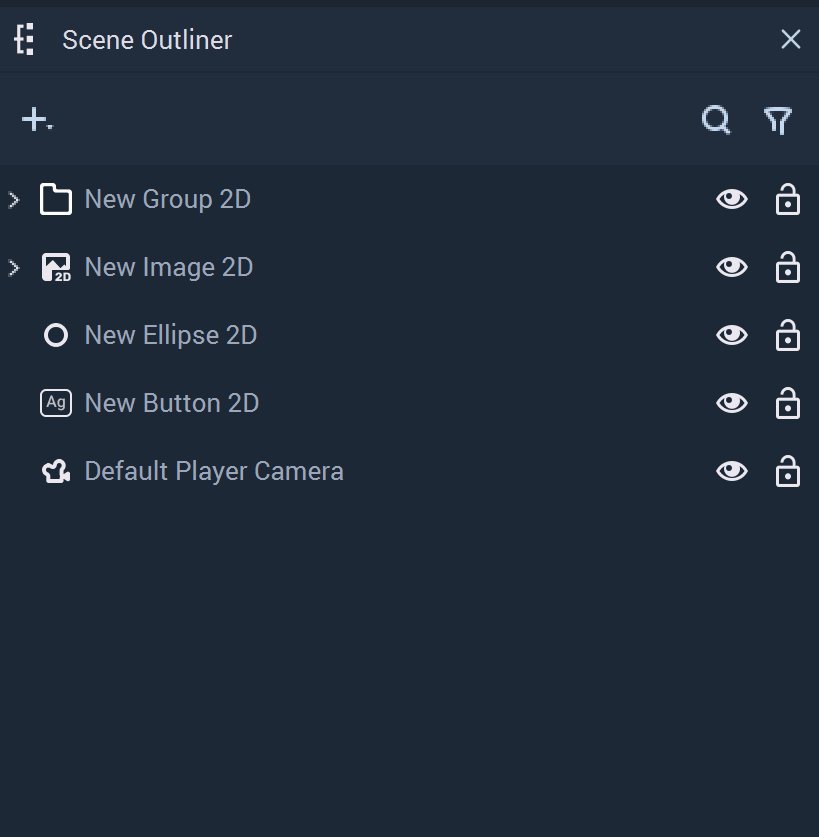 Scene Outliner
New Group 2D
2D New Image 2D
New Ellipse 2D
Ag New Button 2D
Default Player Camera